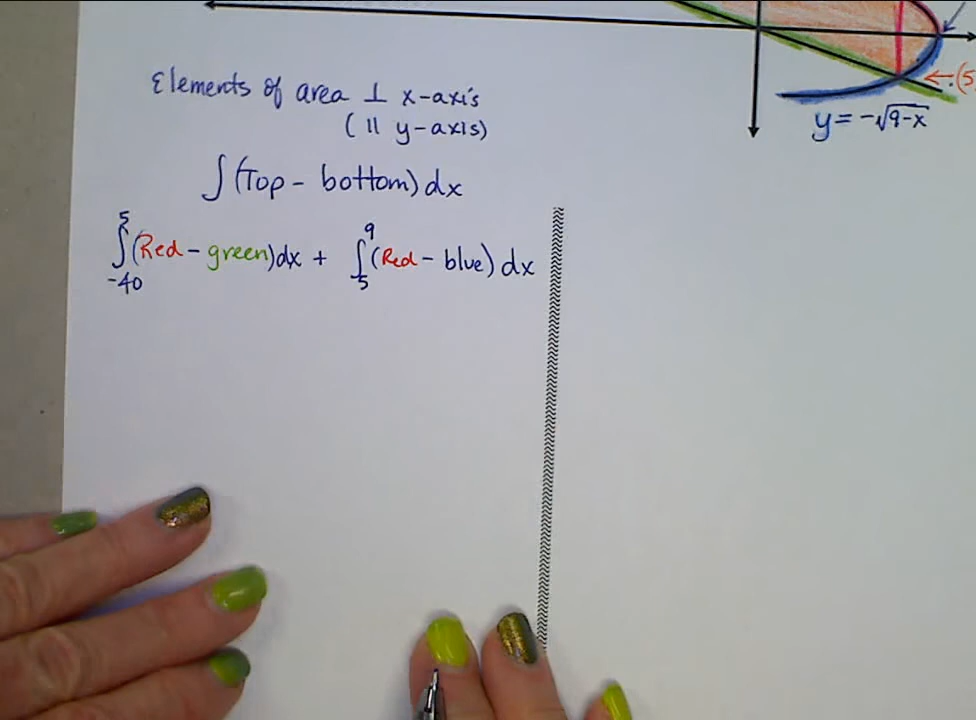 Elements of area ⊥ x-axis
(∥ y-axis)
∫(Top - bottom) dx
∫_{-40}^{5}(Red - green)dx + ∫_{5}^{9}(Red - blue) dx
← (5,
y = -√(9-x)